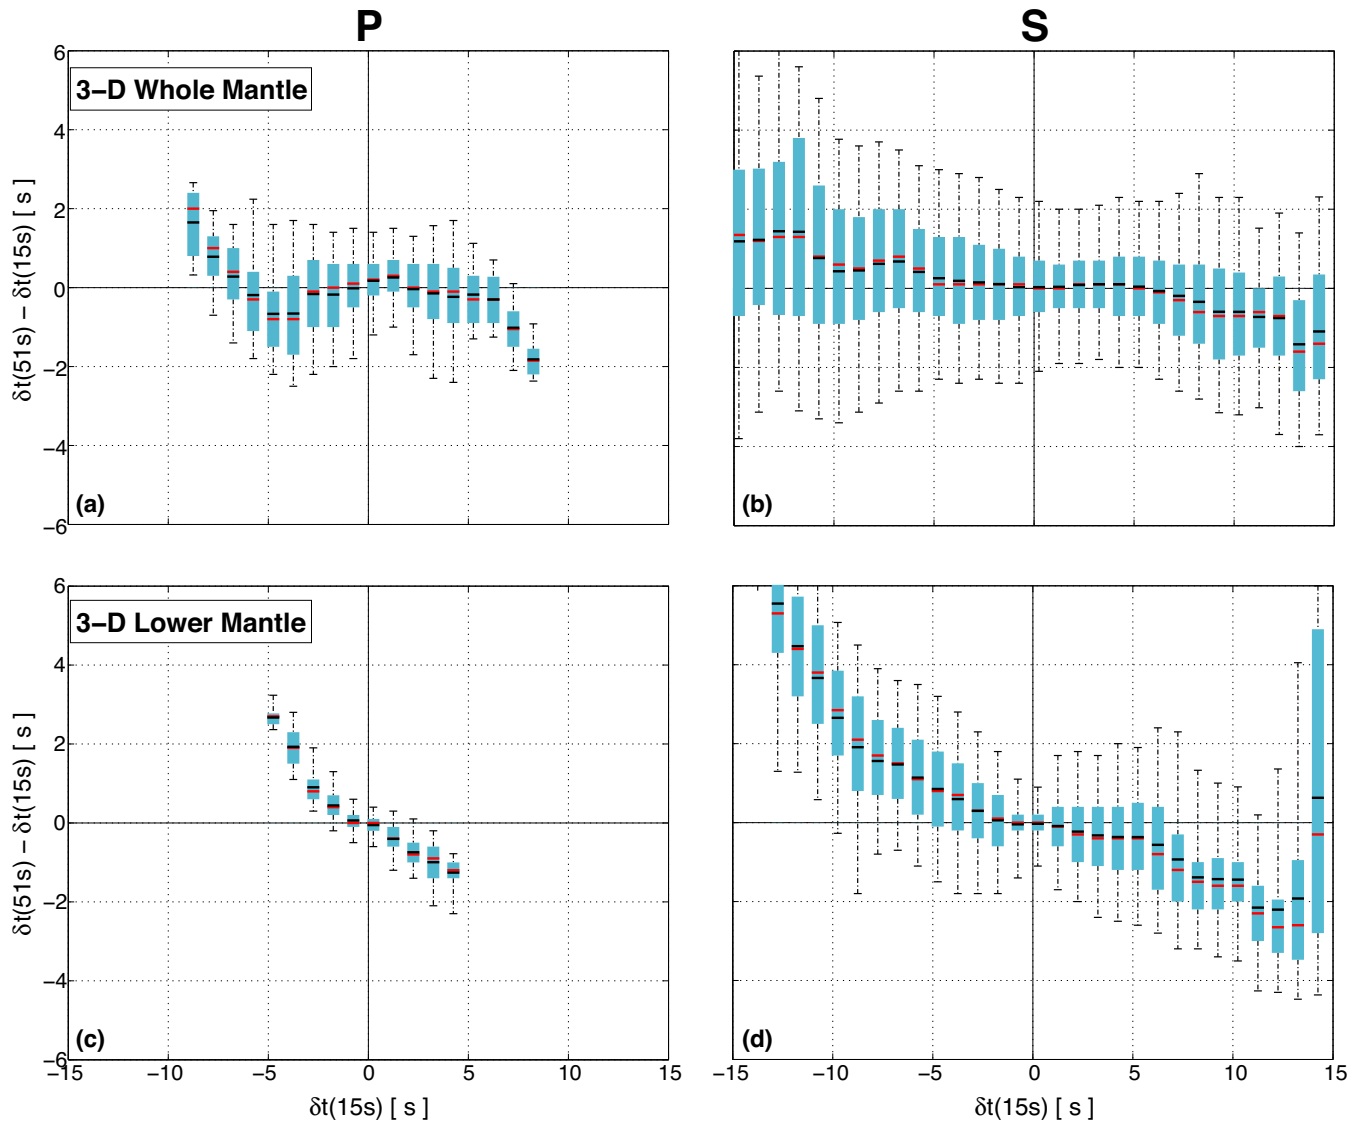 P
S
6
3−D Whole Mantle
4
2
0
−2
−4
−6
δt(51s) − δt(15s) [ s ]
(a)
(b)
6
3−D Lower Mantle
4
2
0
−2
−4
−6
δt(51s) − δt(15s) [ s ]
(c)
(d)
−15 −10 −5 0 5 10 15
−15 −10 −5 0 5 10 15
δt(15s) [ s ]
δt(15s) [ s ]